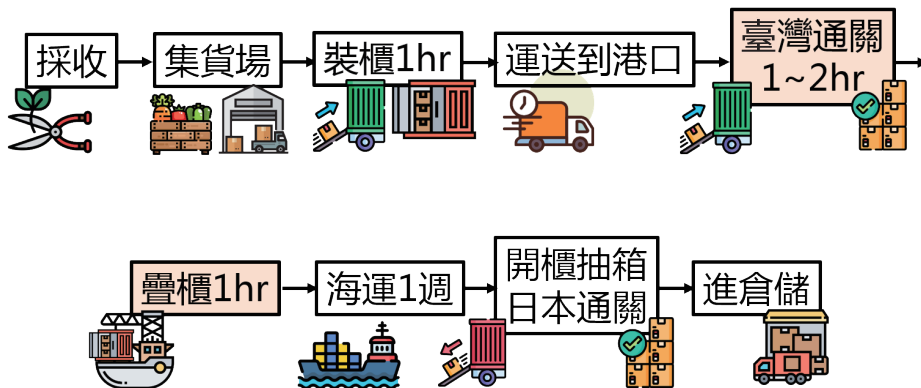 採收
集貨場
裝櫃1hr
運送到港口
臺灣通關
1~2hr
疊櫃1hr
海運1週
開櫃抽箱
日本通關
進倉儲